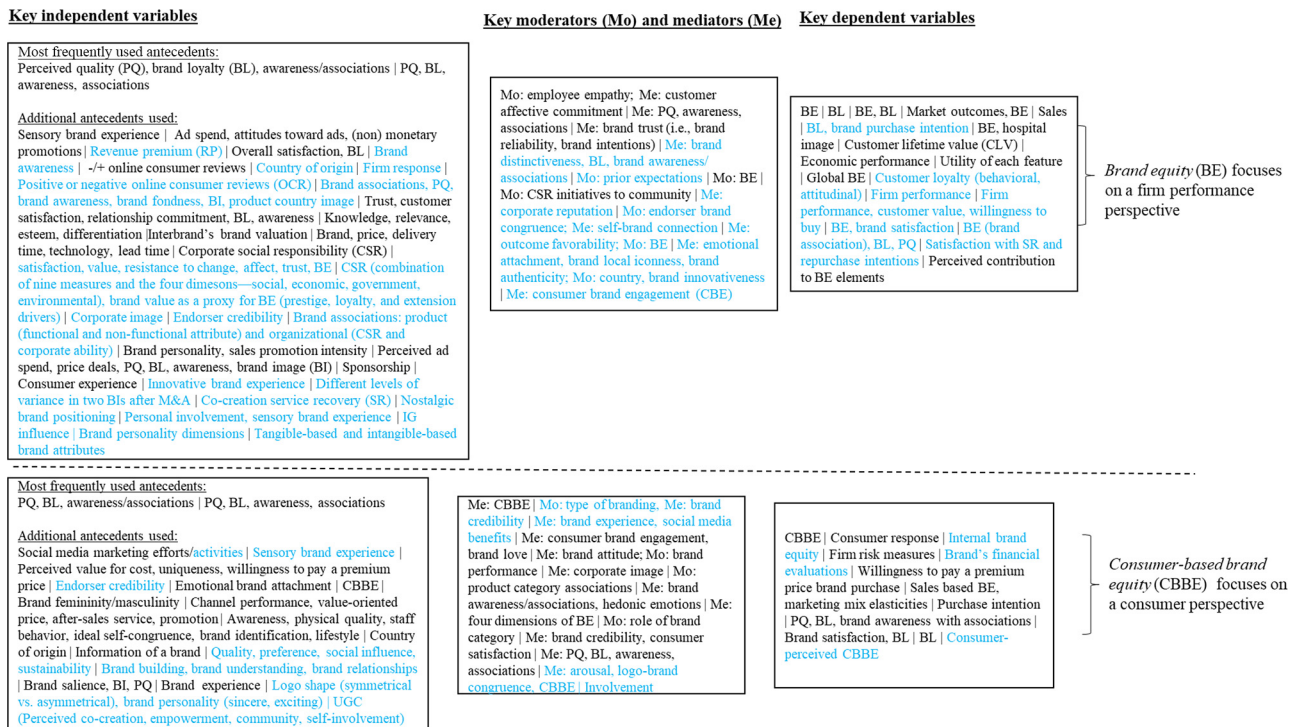 Key independent variables
Key moderators (Mo) and mediators (Me)
Key dependent variables
Most frequently used antecedents:
Perceived quality (PQ), brand loyalty (BL), awareness/associations | PQ, BL,
awareness, associations
Additional antecedents used:
Sensory brand experience | Ad spend, attitudes toward ads, (non) monetary
promotions | Revenue premium (RP) | Overall satisfaction, BL | Brand
awareness | -/+ online consumer reviews | Country of origin | Firm response |
Positive or negative online consumer reviews (OCR) | Brand associations, PQ,
brand awareness, brand fondness, BI, product country image | Trust, customer
customer satisfaction, relationship commitment, BL, awareness | Knowledge, relevance,
esteem, differentiation |Interbrand's brand valuation | Brand, price, delivery
time, technology, lead time | Corporate social responsibility (CSR) |
satisfaction, value, resistance to change, affect, trust, BE | CSR (combination
of nine measures and the four dimesons—social, economic, government,
environmental), brand value as a proxy for BE (prestige, loyalty, and extension
drivers) | Corporate image | Endorser credibility | Brand associations: product
(functional and non-functional attribute) and organizational (CSR and
corporate ability) | Brand personality, sales promotion intensity | Perceived ad
spend, price deals, PQ, BL, awareness, brand image (BI) | Sponsorship |
Consumer experience | Innovative brand experience | Different levels of
variance in two BIs after M&A | Co-creation service recovery (SR) | Nostalgic
brand positioning | Personal involvement, sensory brand experience | IG
influence | Brand personality dimensions | Tangible-based and intangible-based
brand attributes
Mo: employee empathy; Me: customer
affective commitment | Me: PQ, awareness,
associations | Me: brand trust (i.e., brand
reliability, brand intentions) | Me: brand
distinctiveness, BL, brand awareness/
associations | Mo: prior expectations | Mo: BE |
Mo: CSR initiatives to community | Me:
corporate reputation | Mo: endorser brand
congruence; Me: self-brand connection | Me:
outcome favorability; Mo: BE | Me: emotional
attachment, brand local iconness, brand
authenticity; Mo: country, brand innovativeness
| Me: consumer brand engagement (CBE)
BE | BL | BE, BL | Market outcomes, BE | Sales
| BL, brand purchase intention | BE, hospital
image | Customer lifetime value (CLV) |
Economic performance | Utility of each feature
| Global BE | Customer loyalty (behavioral,
attitudinal) | Firm performance | Firm
performance, customer value, willingness to
buy | BE, brand satisfaction | BE (brand
association), BL, PQ | Satisfaction with SR and
repurchase intentions | Perceived contribution
to BE elements
Brand equity (BE) focuses
on a firm performance
perspective
Most frequently used antecedents:
PQ, BL, awareness/associations | PQ, BL, awareness, associations
Additional antecedents used:
Social media marketing efforts/activities | Sensory brand experience |
Perceived value for cost, uniqueness, willingness to pay a premium
price | Endorser credibility | Emotional brand attachment | CBBE |
Brand femininity/masculinity | Channel performance, value-oriented
price, after-sales service, promotion | Awareness, physical quality, staff
behavior, ideal self-congruence, brand identification, lifestyle | Country
of origin | Information of a brand | Quality, preference, social influence,
sustainability | Brand building, brand understanding, brand relationships
| Brand salience, BI, PQ | Brand experience | Logo shape (symmetrical
vs. asymmetrical), brand personality (sincere, exciting) | UGC
(Perceived co-creation, empowerment, community, self-involvement)
Me: CBBE | Mo: type of branding, Me: brand
credibility | Me: brand experience, social media
benefits | Me: consumer brand engagement,
brand love | Me: brand attitude; Mo: brand
performance | Me: corporate image | Mo:
product category associations | Me: brand
awareness/associations, hedonic emotions | Me:
four dimensions of BE | Mo: role of brand
category | Me: brand credibility, consumer
satisfaction | Me: PQ, BL, awareness,
associations | Me: arousal, logo-brand
congruence, CBBE | Involvement
CBBE | Consumer response | Internal brand
equity | Firm risk measures | Brand's financial
evaluations | Willingness to pay a premium
price brand purchase | Sales based BE,
marketing mix elasticities | Purchase intention
| PQ, BL, brand awareness with associations |
Brand satisfaction, BL | BL | Consumer-
perceived CBBE
Consumer-based brand
equity (CBBE) focuses on
a consumer perspective